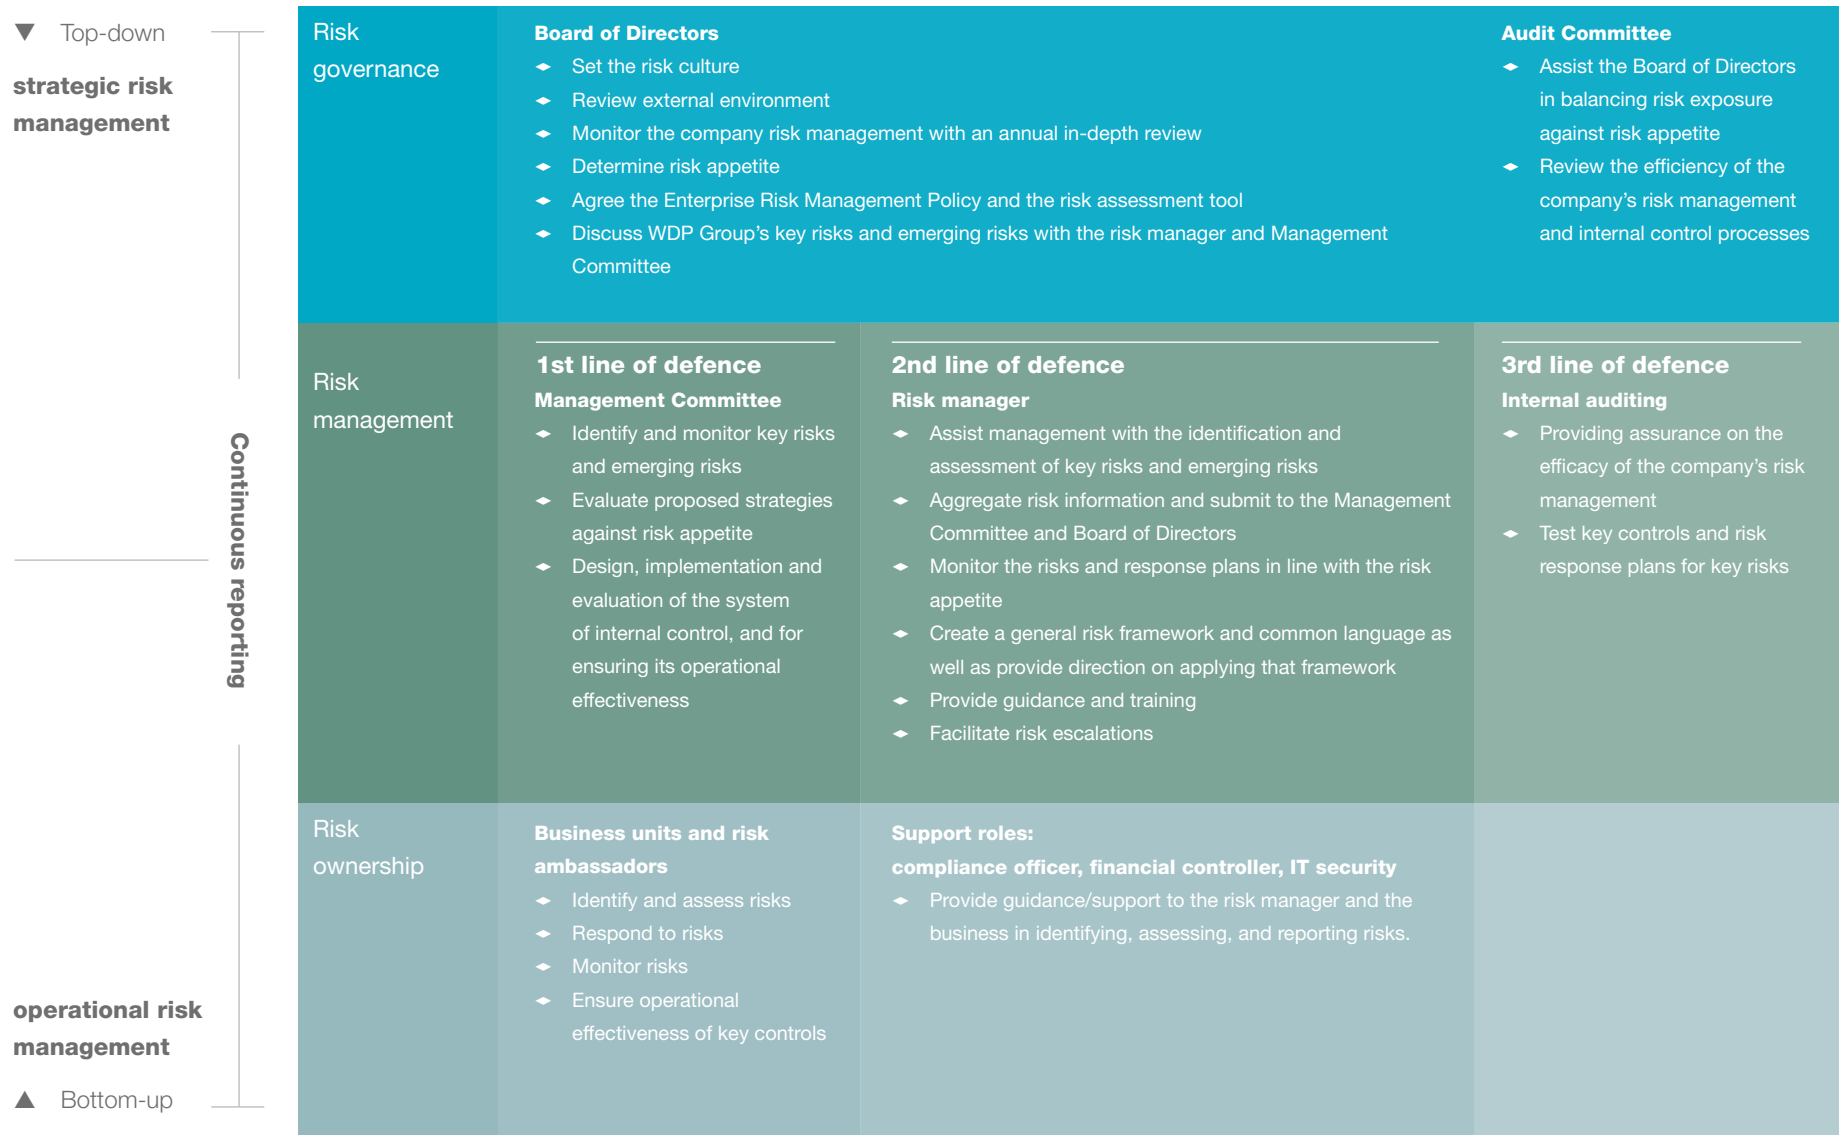 ▼ Top-down
strategic risk
management
Continuous reporting
operational risk
management
▲ Bottom-up
Risk
governance
Board of Directors
Set the risk culture
Review external environment
Monitor the company risk management with an annual in-depth review
Determine risk appetite
Agree the Enterprise Risk Management Policy and the risk assessment tool
Discuss WDP Group’s key risks and emerging risks with the risk manager and Management
Committee
Audit Committee
Assist the Board of Directors
in balancing risk exposure
against risk appetite
Review the efficiency of the
company’s risk management
and internal control processes
Risk
management
1st line of defence
Management Committee
Identify and monitor key risks
and emerging risks
Evaluate proposed strategies
against risk appetite
Design, implementation and
evaluation of the system
of internal control, and for
ensuring its operational
effectiveness
2nd line of defence
Risk manager
Assist management with the identification and
assessment of key risks and emerging risks
Aggregate risk information and submit to the Management
Committee and Board of Directors
Monitor the risks and response plans in line with the risk
appetite
Create a general risk framework and common language as
well as provide direction on applying that framework
Provide guidance and training
Facilitate risk escalations
3rd line of defence
Internal auditing
Providing assurance on the
efficacy of the company’s risk
management
Test key controls and risk
response plans for key risks
Risk
ownership
Business units and risk
ambassadors
Identify and assess risks
Respond to risks
Monitor risks
Ensure operational
effectiveness of key controls
Support roles:
compliance officer, financial controller, IT security
Provide guidance/support to the risk manager and the
business in identifying, assessing, and reporting risks.